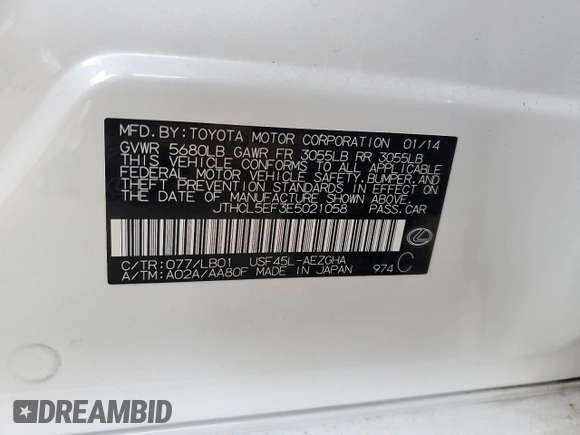 MFD.BY:TOYOTA MOTOR CORPORATION 01/14
GVWR 5680LB GAWR FR 3055LB RR 3055LB
THIS VEHICLE CONFORMS TO ALL APPLICABLE
FEDERAL MOTOR VEHICLE SAFETY, BUMPER, AND
THEFT PREVENTION STANDARDS IN EFFECT ON
THE DATE OF MANUFACTURE SHOWN ABOVE.
JTHCL5EF3E5021058 PASS.CAR
C/TR:077/LB01 USF45L-AEZGHA
A/TM:A02A/AA80F MADE IN JAPAN 974 C
DREAMBID